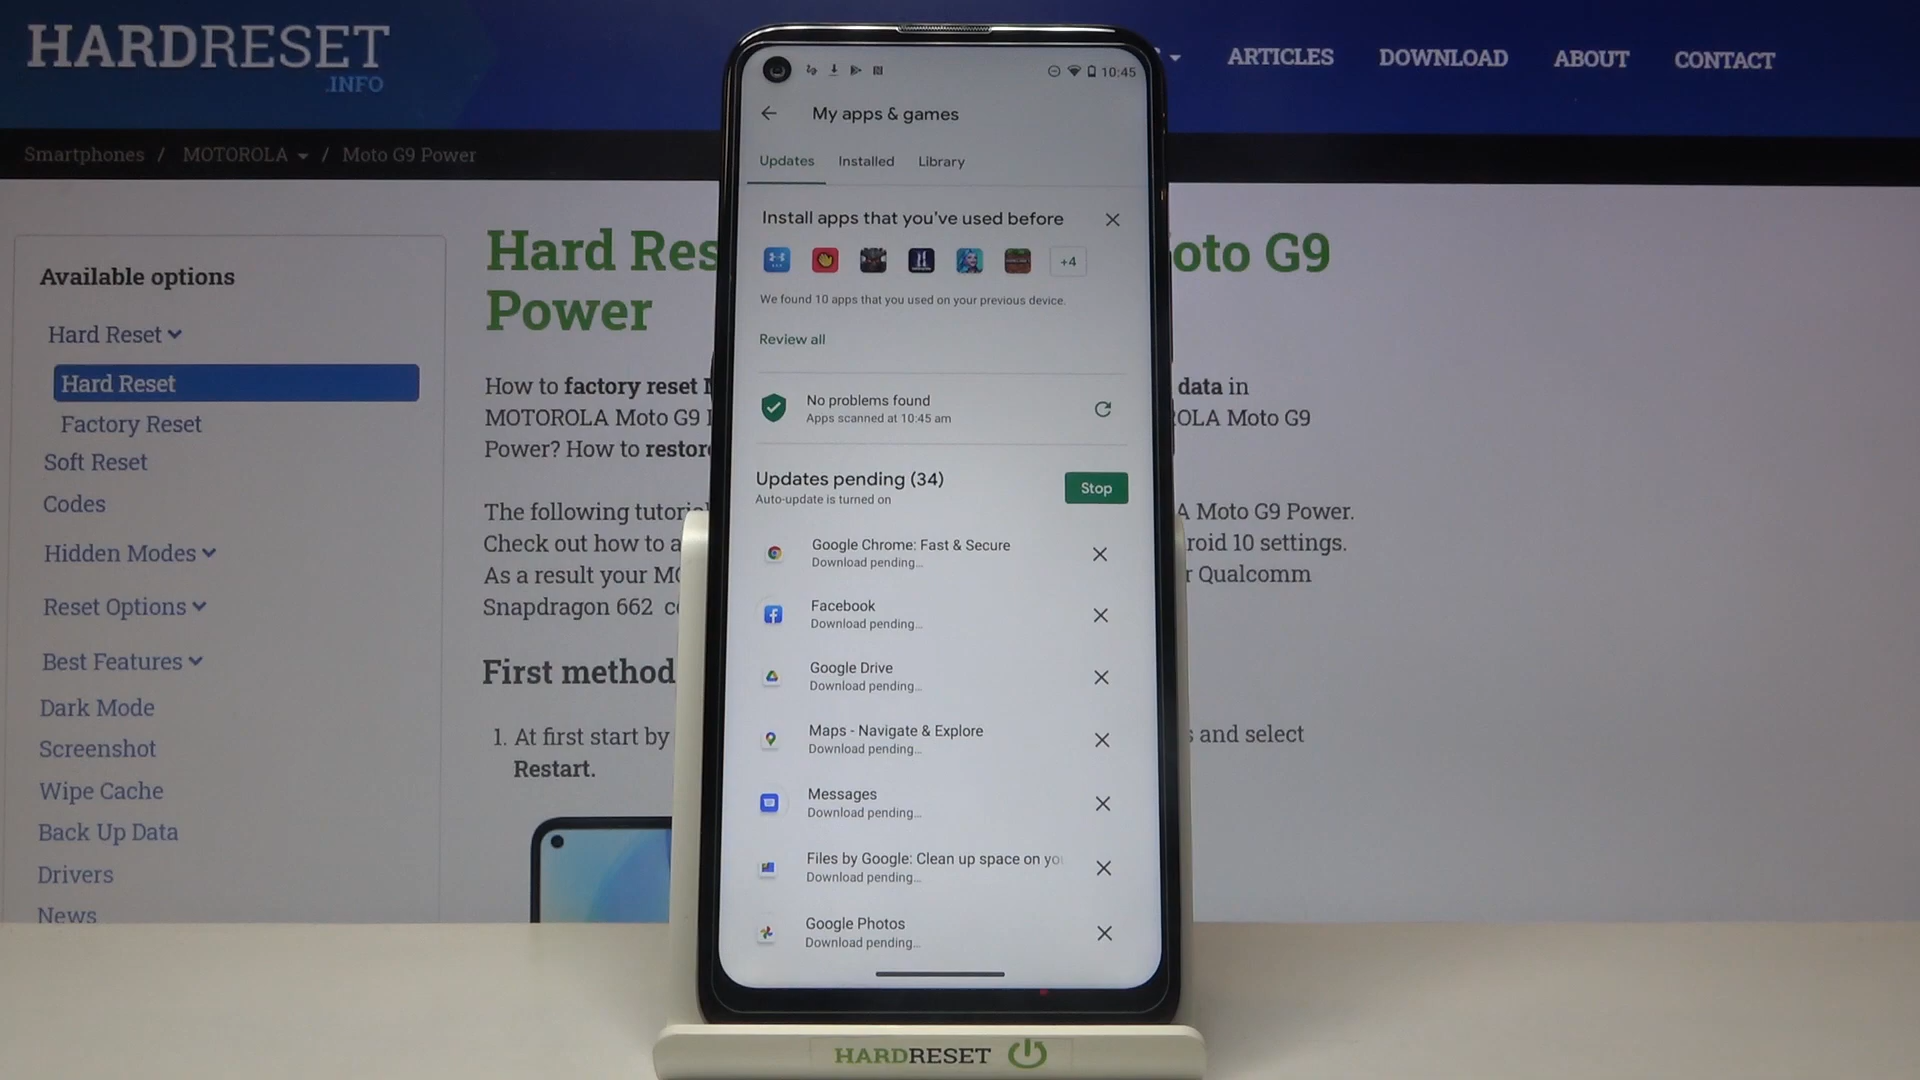 HARDRESET
.INFO
ARTICLES
DOWNLOAD
ABOUT
CONTACT
Smartphones / MOTOROLA / Moto G9 Power
Available options
Hard Reset
Hard Reset
Factory Reset
Soft Reset
Codes
Hidden Modes
Reset Options
Best Features
Dark Mode
Screenshot
Wipe Cache
Back Up Data
Drivers
News
Hard Res
oto G9
Power
How to factory reset
data in
MOTOROLA Moto G9
OLA Moto G9
Power? How to restor
The following tutori
A Moto G9 Power.
Check out how to a
roid 10 settings.
As a result your M
r Qualcomm
Snapdragon 662
First method
1. At first start by
s and select
Restart.
10:45
My apps & games
Updates
Installed
Library
Install apps that you've used before
+4
We found 10 apps that you used on your previous device.
Review all
No problems found
Apps scanned at 10:45 am
Updates pending (34)
Auto-update is turned on
Stop
Google Chrome: Fast & Secure
Download pending...
Facebook
Download pending...
Google Drive
Download pending...
Maps - Navigate & Explore
Download pending...
Messages
Download pending...
Files by Google: Clean up space on yo
Download pending...
Google Photos
Download pending...
HARDRESET